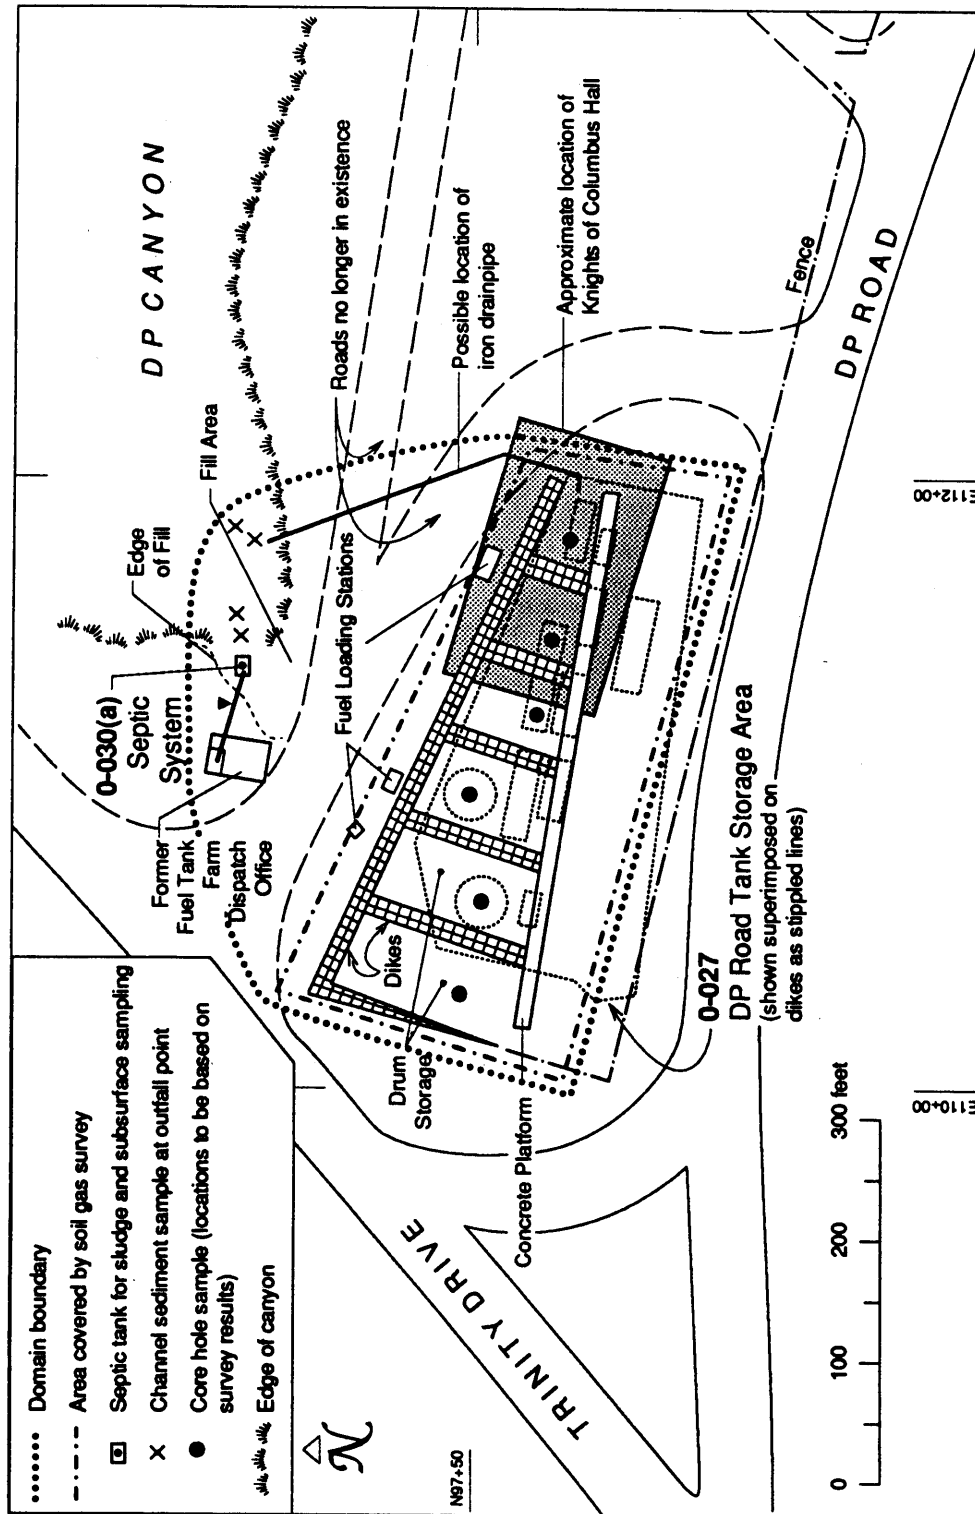 Domain boundary
Area covered by soil gas survey
Septic tank for sludge and subsurface sampling
Channel sediment sample at outfall point
Core hole sample (locations to be based on
survey results)
Edge of canyon
N
N97+50
DP CANYON
0-030(a)
Septic
System
Edge
of Fill
Fill Area
Former
Fuel Tank
Farm
Dispatch
Office
Roads no longer in existence
Fuel Loading Stations
Possible location of
iron drainpipe
Approximate location of
Knights of Columbus Hall
Dikes
Drum
Storage
Concrete Platform
0-027
DP Road Tank Storage Area
(shown superimposed on
dikes as stippled lines)
Fence
DP ROAD
TRINITY DRIVE
0
100
200
300 feet
E110+00
E112+00